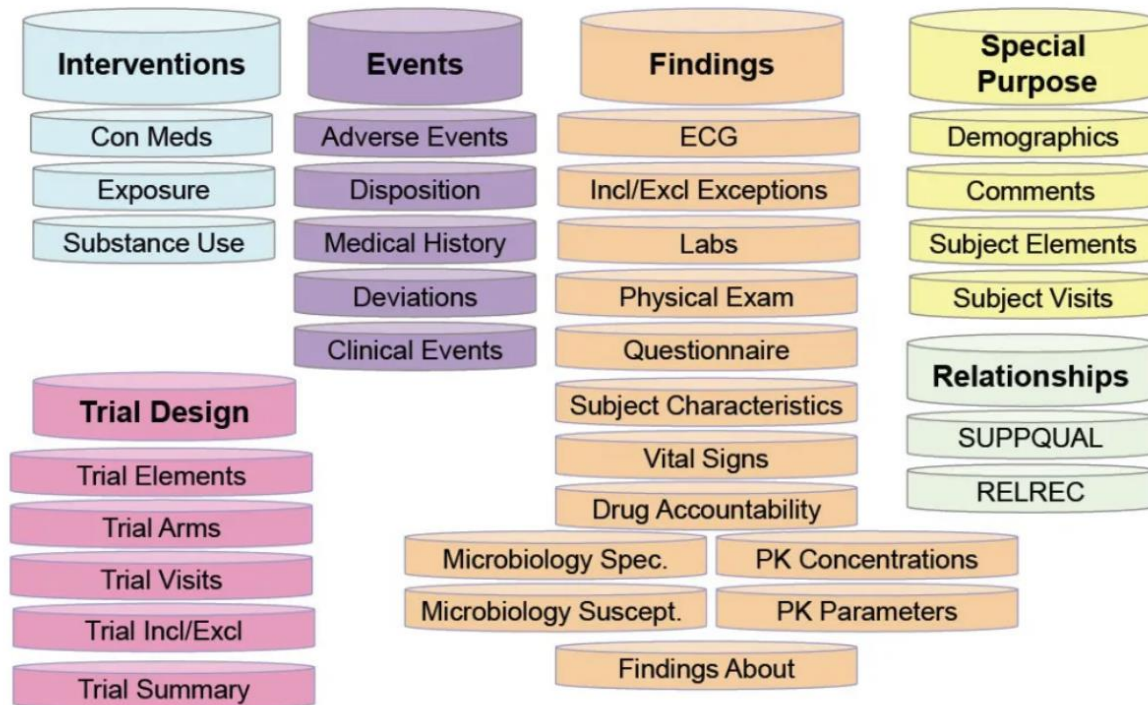 Interventions
Con Meds
Exposure
Substance Use
Events
Adverse Events
Disposition
Medical History
Deviations
Clinical Events
Findings
ECG
Incl/Excl Exceptions
Labs
Physical Exam
Questionnaire
Subject Characteristics
Vital Signs
Drug Accountability
Microbiology Spec.
PK Concentrations
Microbiology Suscept.
PK Parameters
Findings About
Special
Purpose
Demographics
Comments
Subject Elements
Subject Visits
Relationships
SUPPQUAL
RELREC
Trial Design
Trial Elements
Trial Arms
Trial Visits
Trial Incl/Excl
Trial Summary